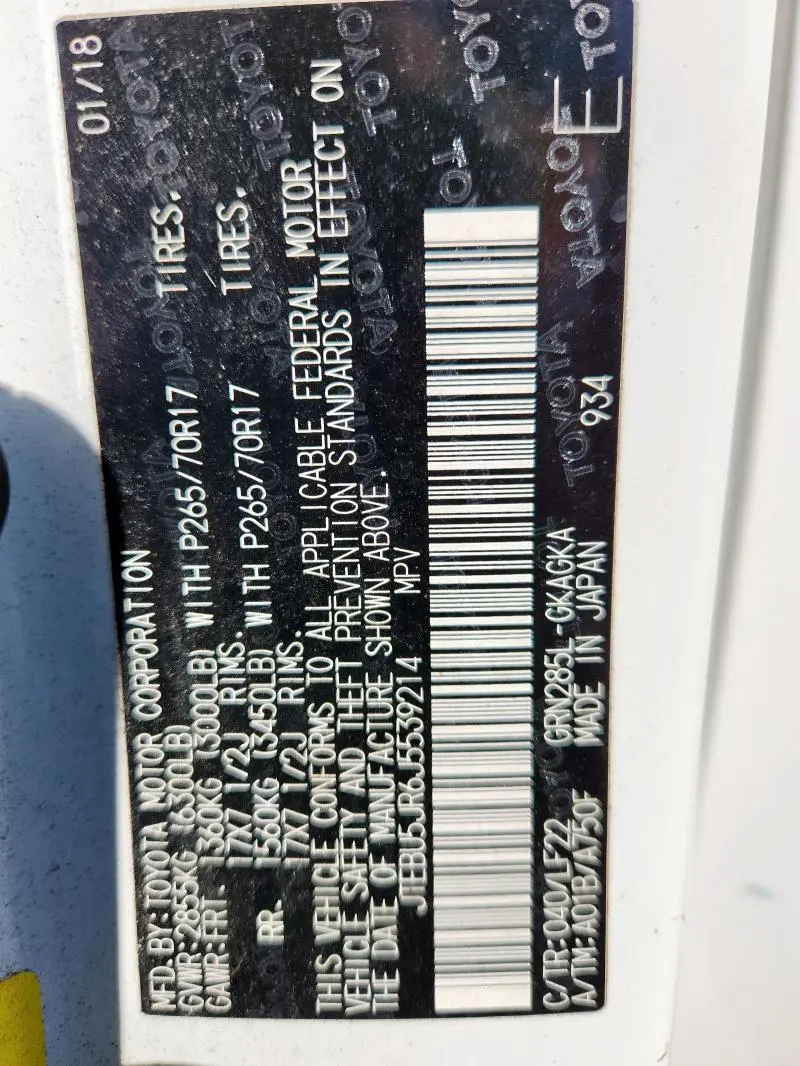 MFD. BY: TOYOTA MOTOR CORPORATION 01/18
GVWR: 2855KG (6300LB)
GAWR: FRT. 1360KG (3000LB) WITH P265/70R17 TIRES.
17X7 1/2J RIMS.
RR. 1560KG (3450LB) WITH P265/70R17 TIRES.
17X7 1/2J RIMS.
THIS VEHICLE CONFORMS TO ALL APPLICABLE FEDERAL MOTOR
VEHICLE SAFETY AND THEFT PREVENTION STANDARDS IN EFFECT ON
THE DATE OF MANUFACTURE SHOWN ABOVE.
JTEBU5JR6J5539214 MPV
C/TR: 040/LF22 GRN285L-GKAGKA
A/TM: A01B/A750F MADE IN JAPAN 934 E